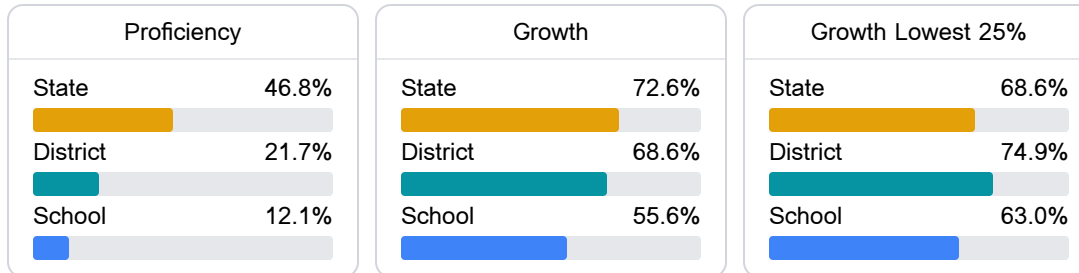 Proficiency
State 46.8%
District 21.7%
School 12.1%
Growth
State 72.6%
District 68.6%
School 55.6%
Growth Lowest 25%
State 68.6%
District 74.9%
School 63.0%